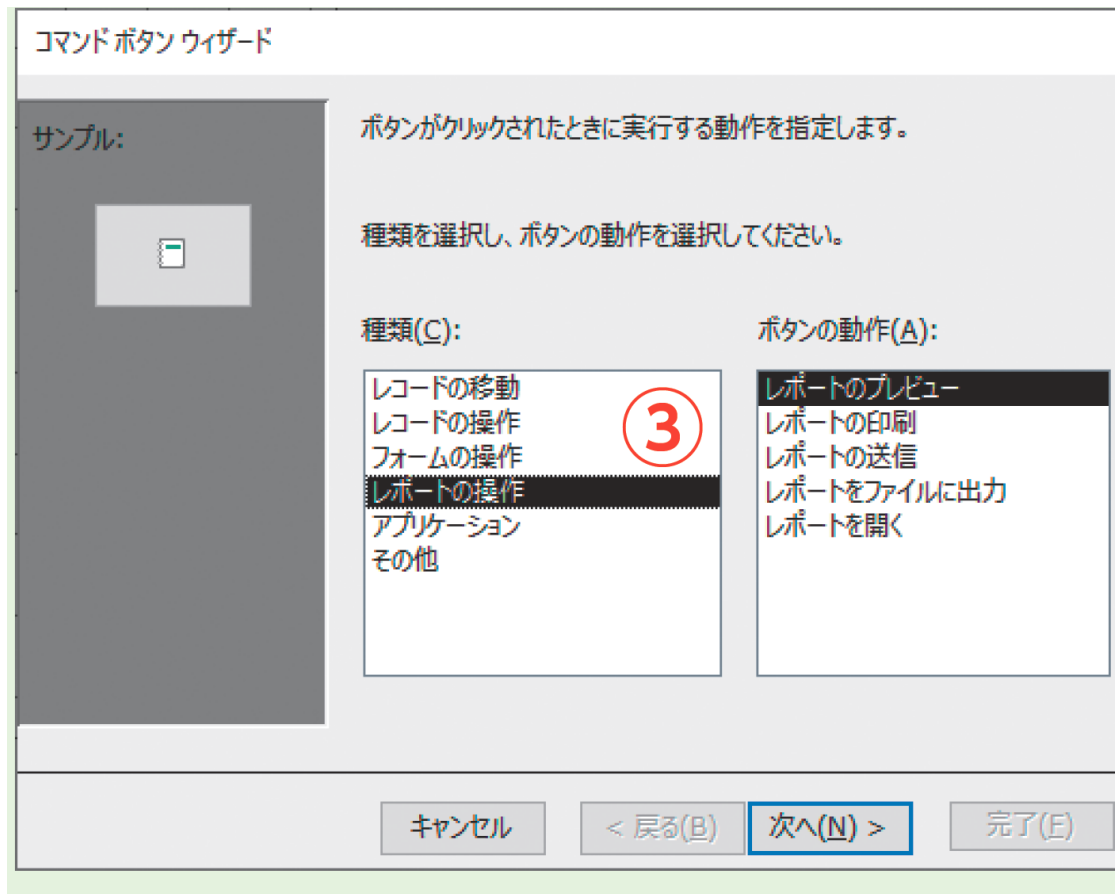 コマンド ボタン ウィザード
サンプル:
ボタンがクリックされたときに実行する動作を指定します。
種類を選択し、ボタンの動作を選択してください。
種類(C):
レコードの移動
レコードの操作
フォームの操作
レポートの操作
アプリケーション
その他
③
ボタンの動作(A):
レポートのプレビュー
レポートの印刷
レポートの送信
レポートをファイルに出力
レポートを開く
キャンセル
< 戻る(B)
次へ(N) >
完了(F)